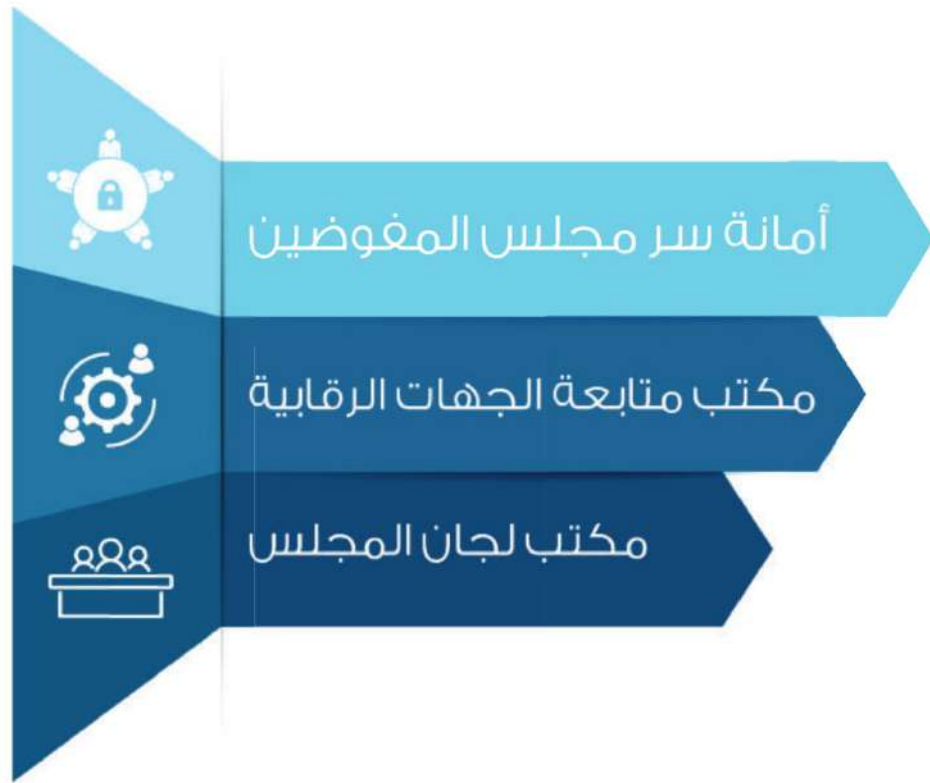 أمانة سر مجلس المفوضين
مكتب متابعة الجهات الرقابية
مكتب لجان المجلس